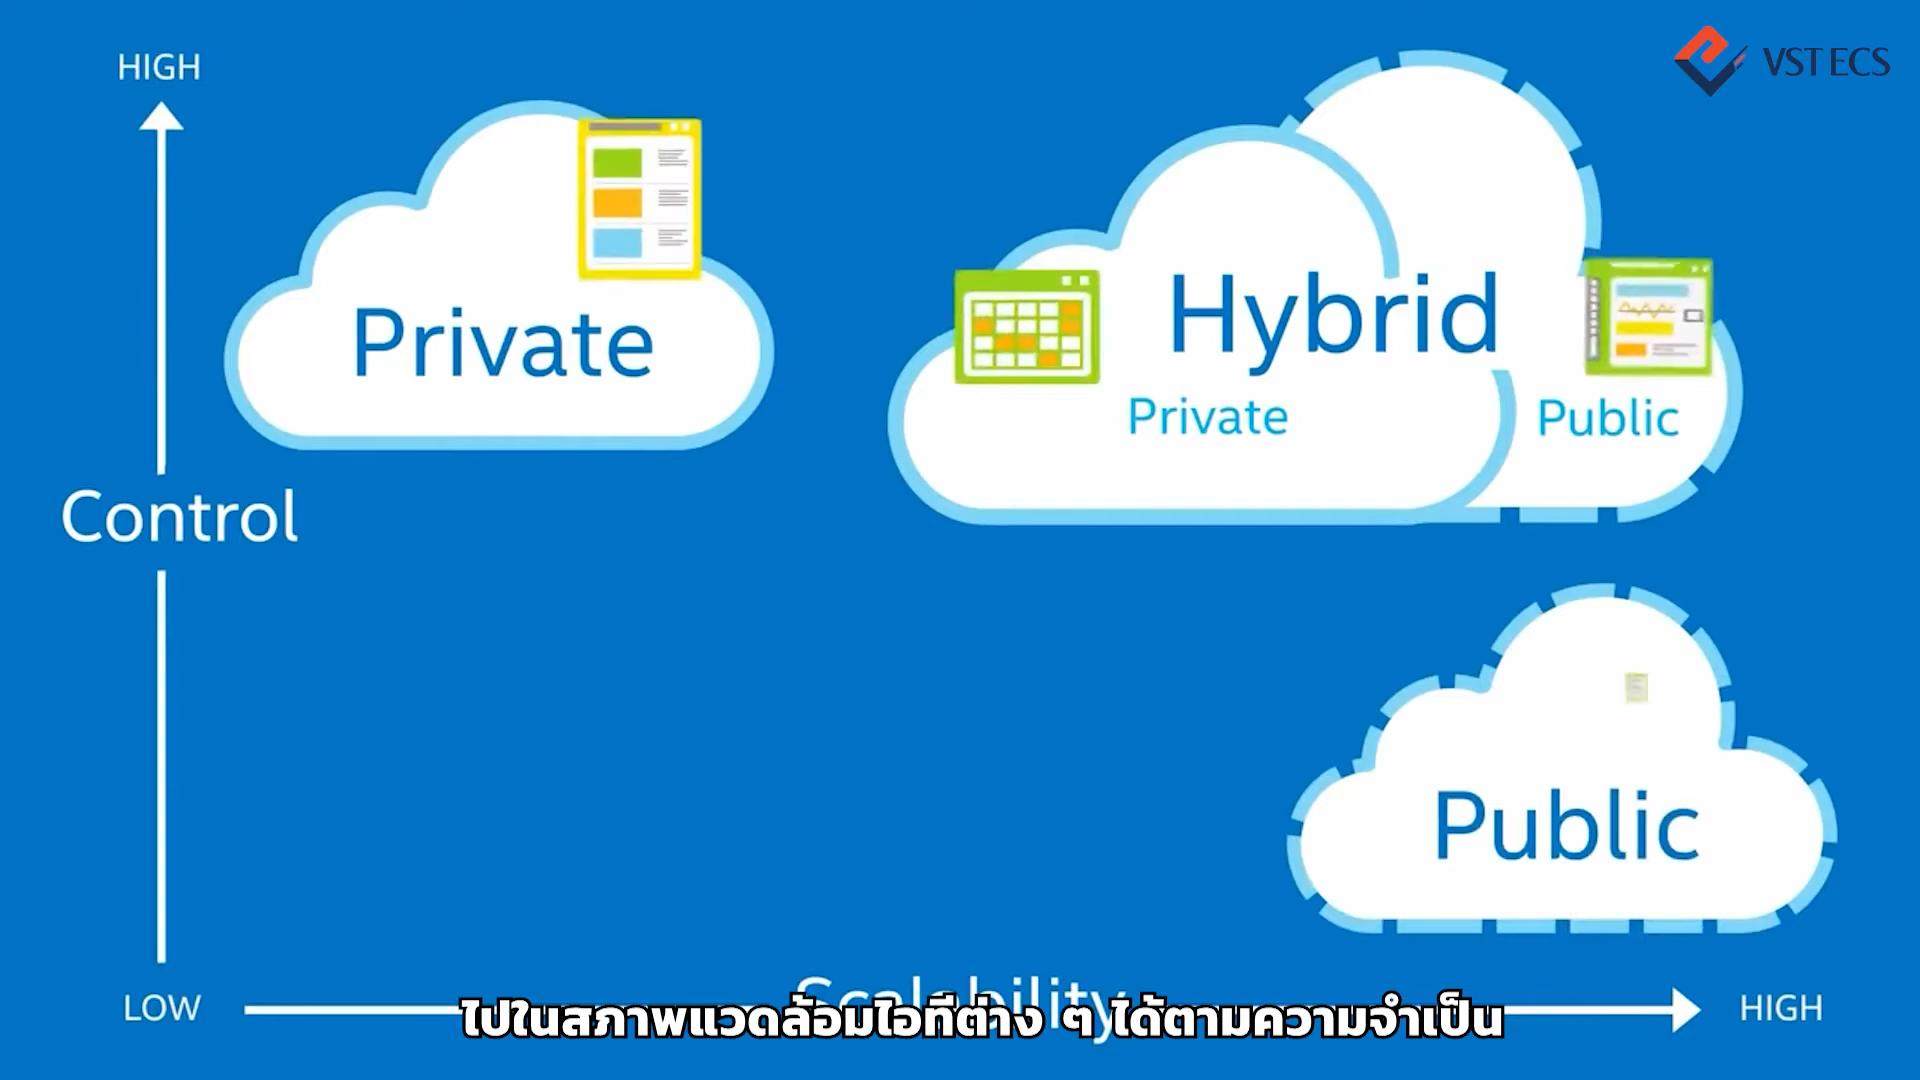 HIGH
VSTECS
Private
Hybrid
Private
Public
Control
Public
Scalability
LOW
HIGH
ไปในสภาพแวดล้อมไอทีต่าง ๆ ได้ตามความจำเป็น